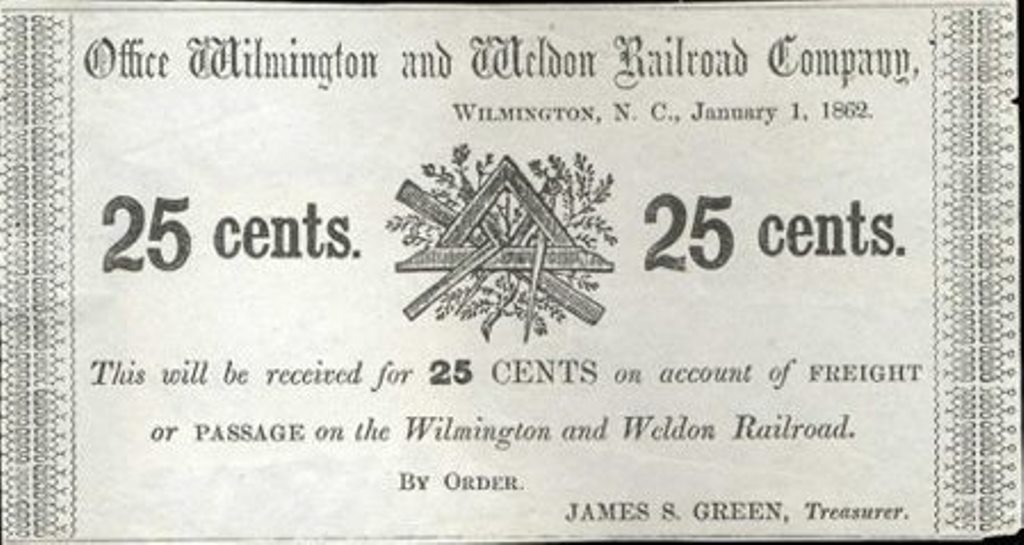 Office Wilmington and Weldon Railroad Company,
WILMINGTON, N. C., January 1, 1862.
25 cents. 25 cents.
This will be received for 25 CENTS on account of FREIGHT
or PASSAGE on the Wilmington and Weldon Railroad.
BY ORDER.
JAMES S. GREEN, Treasurer.